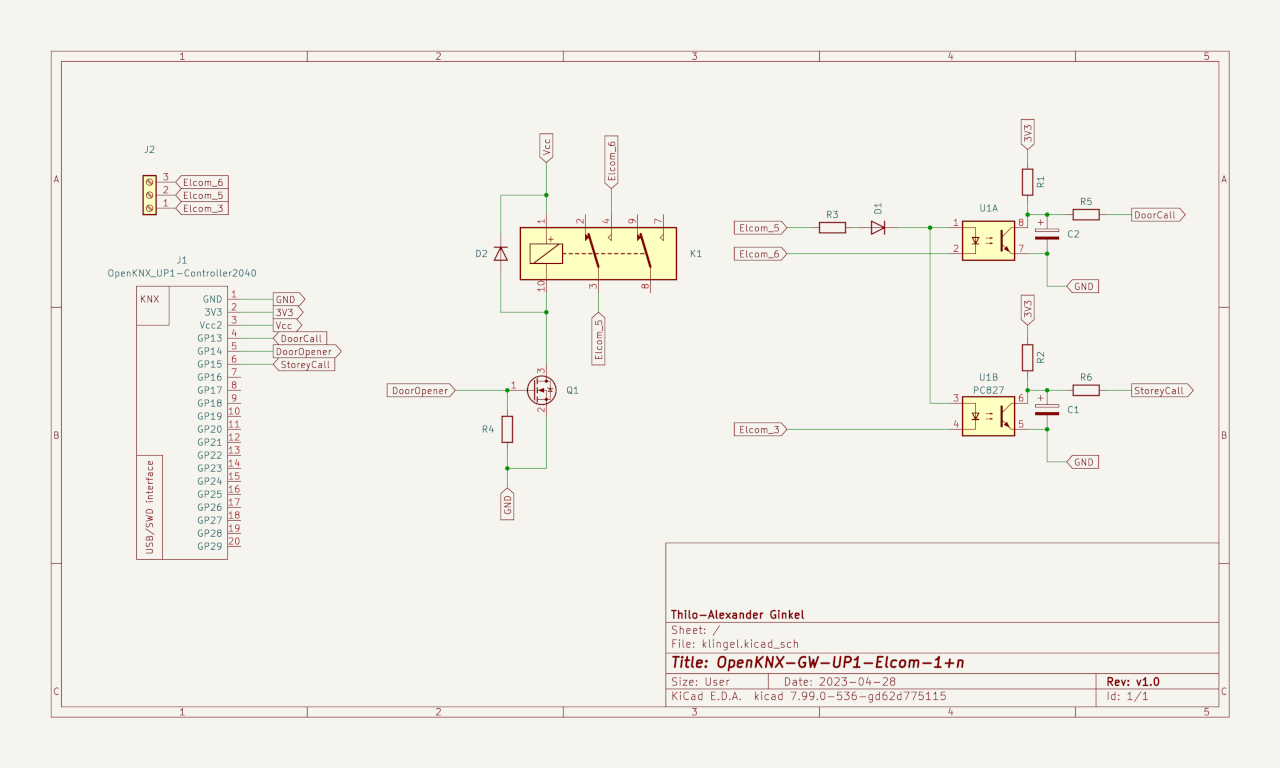 1 2 3 4 5
A
B
C
J2
3 Elcom_6
2 Elcom_5
1 Elcom_3
J1
OpenKNX_UP1-Controller2040
KNX
USB/SWD interface
GND 1 GND
3V3 2 3V3
Vcc2 3 Vcc
GP13 4 DoorCall
GP14 5 DoorOpener
GP15 6 StoreyCall
GP16 7
GP17 8
GP18 9
GP19 10
GP20 11
GP21 12
GP22 13
GP23 14
GP24 15
GP25 16
GP26 17
GP27 18
GP28 19
GP29 20
Vcc
Elcom_6
1 2 4 9 7
+
D2
K1
10 3 8
Elcom_5
DoorOpener
3
1
2
Q1
R4
GND
3V3
R1
Elcom_5
R3
D1
U1A
1 8
2 7
Elcom_6
R5
DoorCall
+
C2
GND
3V3
R2
U1B
PC827
3 6
4 5
Elcom_3
R6
StoreyCall
+
C1
GND
A
B
C
Thilo-Alexander Ginkel
Sheet: /
File: klingel.kicad_sch
Title: OpenKNX-GW-UP1-Elcom-1+n
Size: User Date: 2023-04-28 Rev: v1.0
KiCad E.D.A. kicad 7.99.0-536-gd62d775115 Id: 1/1
1 2 3 4 5